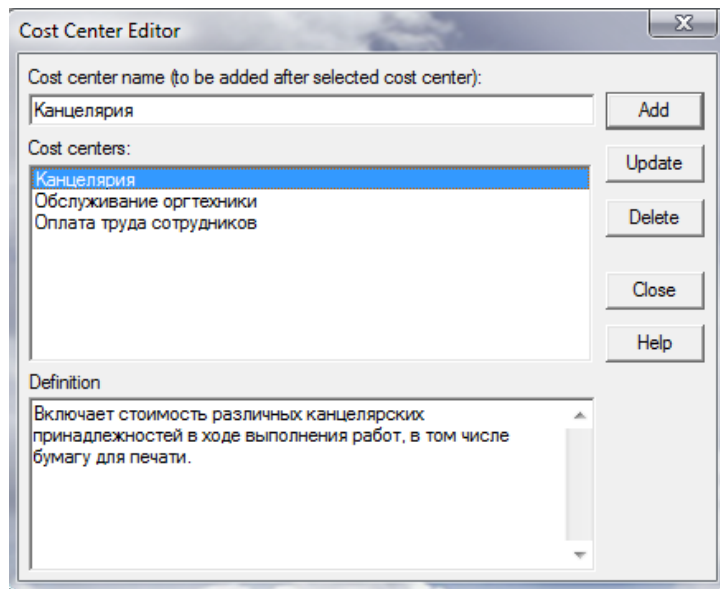 Cost Center Editor
Cost center name (to be added after selected cost center):
Канцелярия
Add
Cost centers:
Канцелярия
Обслуживание оргтехники
Оплата труда сотрудников
Update
Delete
Close
Help
Definition
Включает стоимость различных канцелярских
принадлежностей в ходе выполнения работ, в том числе
бумагу для печати.